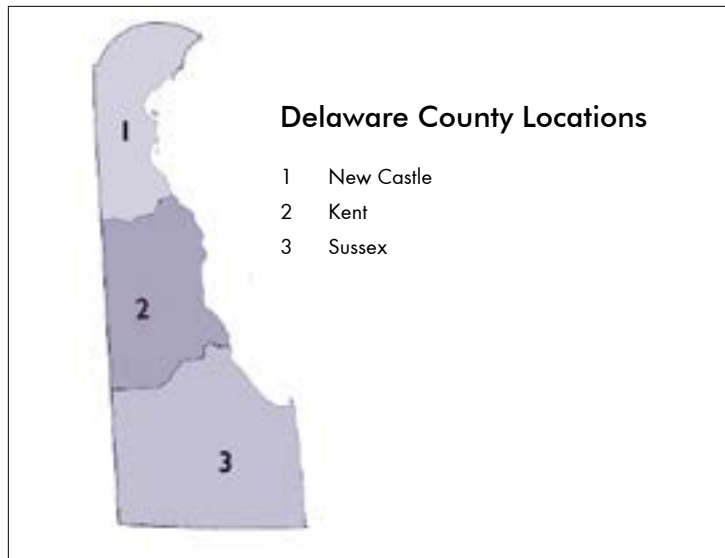 Delaware County Locations
1 New Castle
2 Kent
3 Sussex
1
2
3